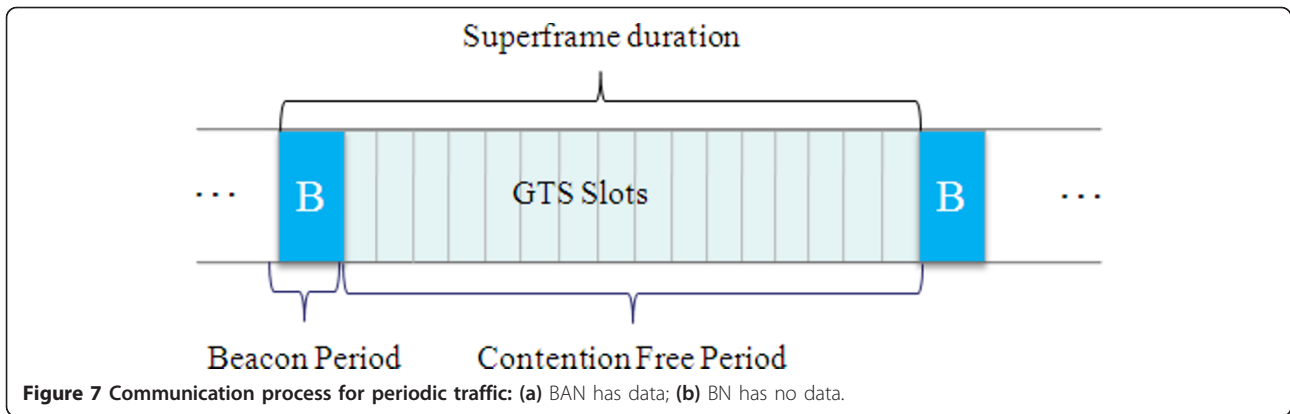 Superframe duration
... B GTS Slots B ...
Beacon Period Contention Free Period
Figure 7 Communication process for periodic traffic: (a) BAN has data; (b) BN has no data.